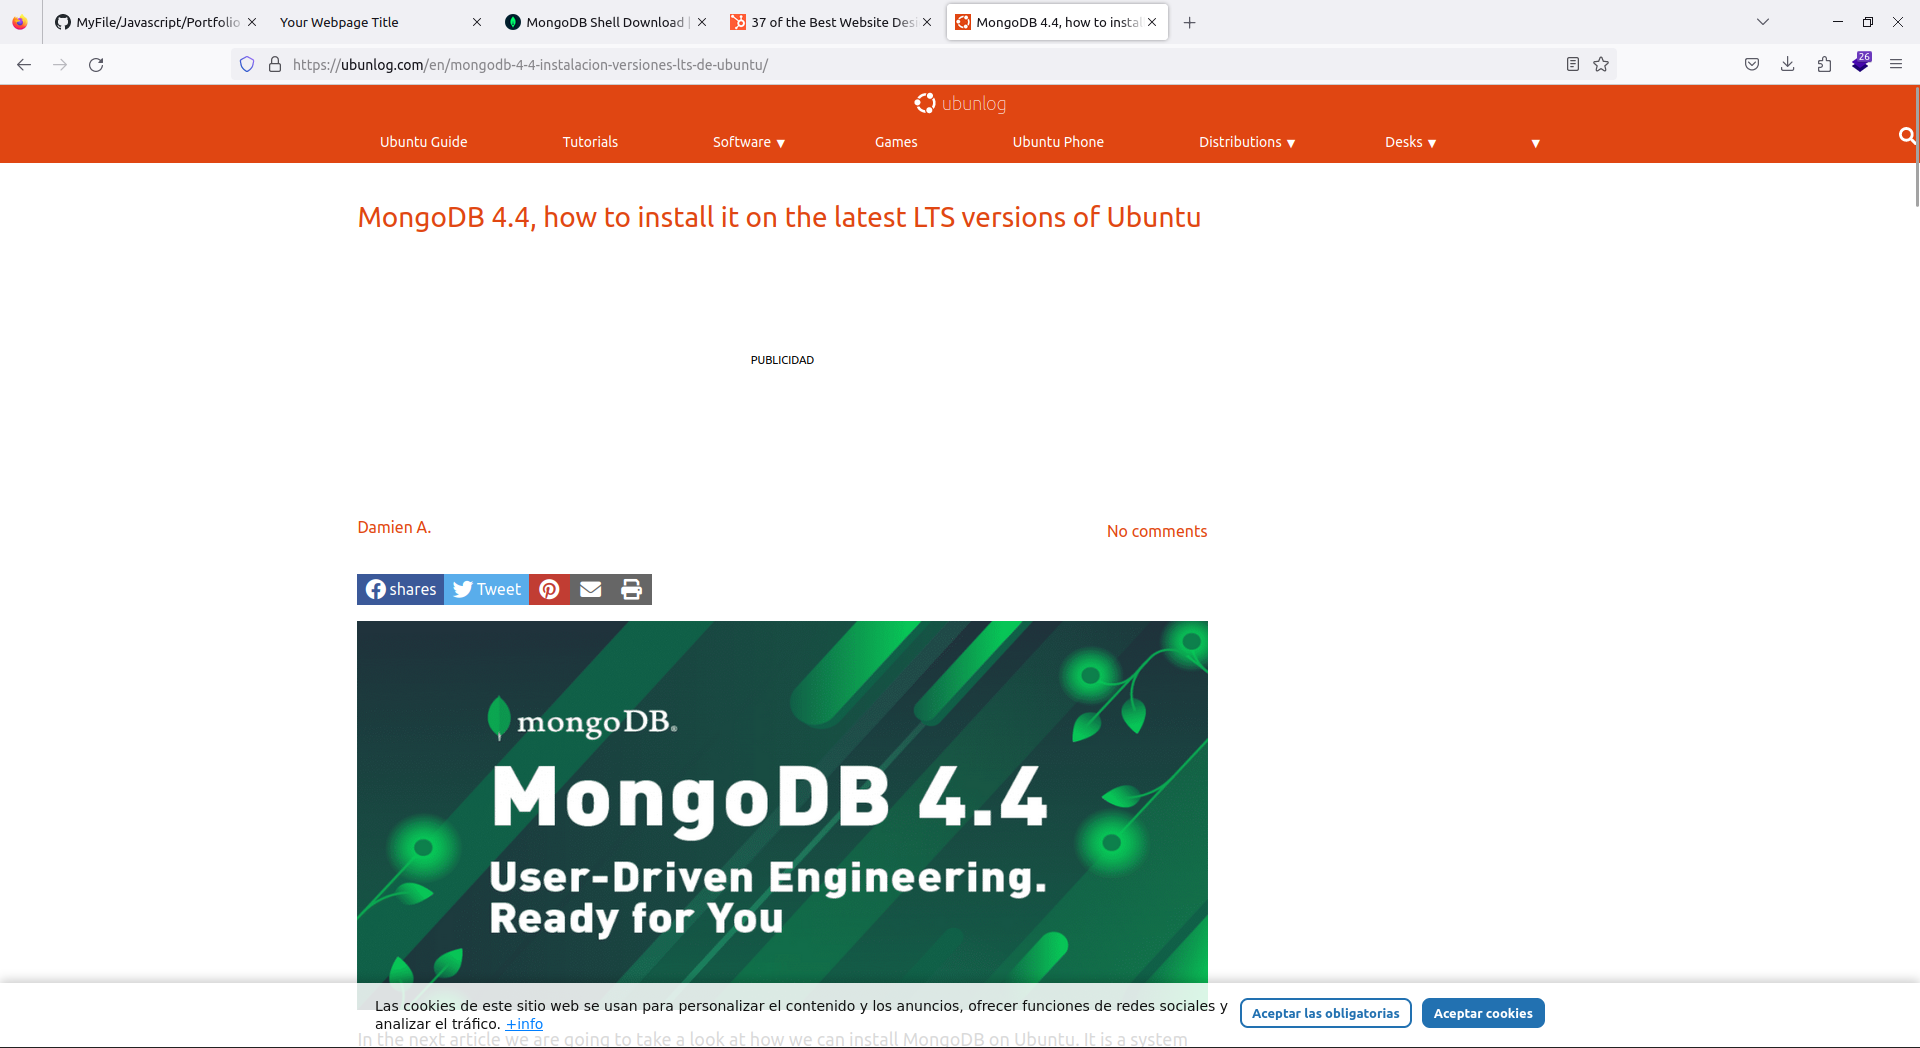 MyFile/Javascript/Portfolio
Your Webpage Title
MongoDB Shell Download |
37 of the Best Website Des
MongoDB 4.4, how to instal
https://ubunlog.com/en/mongodb-4-4-instalacion-versiones-lts-de-ubuntu/
26
ubunlog
Ubuntu Guide
Tutorials
Software ▼
Games
Ubuntu Phone
Distributions ▼
Desks ▼
▼
MongoDB 4.4, how to install it on the latest LTS versions of Ubuntu
PUBLICIDAD
Damien A.
No comments
shares
Tweet
mongoDB®
MongoDB 4.4
User-Driven Engineering.
Ready for You
Las cookies de este sitio web se usan para personalizar el contenido y los anuncios, ofrecer funciones de redes sociales y
analizar el tráfico. +info
Aceptar las obligatorias
Aceptar cookies
In the next article we are going to take a look at how we can install MongoDB on Ubuntu. It is a system